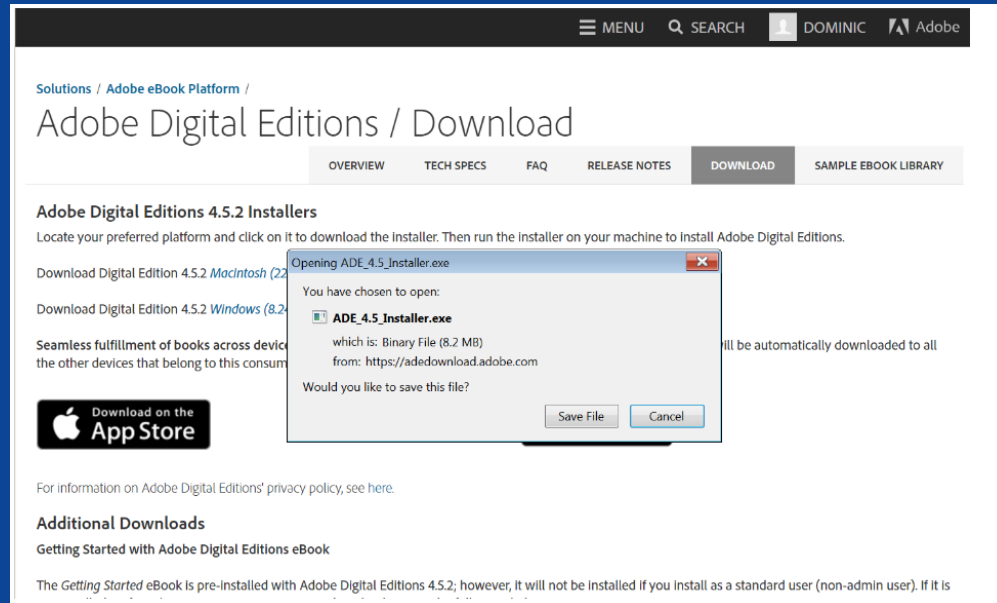 MENU SEARCH DOMINIC Adobe
Solutions / Adobe eBook Platform /
Adobe Digital Editions / Download
OVERVIEW TECH SPECS FAQ RELEASE NOTES DOWNLOAD SAMPLE EBOOK LIBRARY
Adobe Digital Editions 4.5.2 Installers
Locate your preferred platform and click on it to download the installer. Then run the installer on your machine to install Adobe Digital Editions.
Download Digital Edition 4.5.2 Macintosh (22
Download Digital Edition 4.5.2 Windows (8.24
Seamless fulfillment of books across device
will be automatically downloaded to all
the other devices that belong to this consum
Opening ADE_4.5_Installer.exe
You have chosen to open:
ADE_4.5_Installer.exe
which is: Binary File (8.2 MB)
from: https://adedownload.adobe.com
Would you like to save this file?
Save File Cancel
Download on the
App Store
For information on Adobe Digital Editions' privacy policy, see here.
Additional Downloads
Getting Started with Adobe Digital Editions eBook
The Getting Started eBook is pre-installed with Adobe Digital Editions 4.5.2; however, it will not be installed if you install as a standard user (non-admin user). If it is